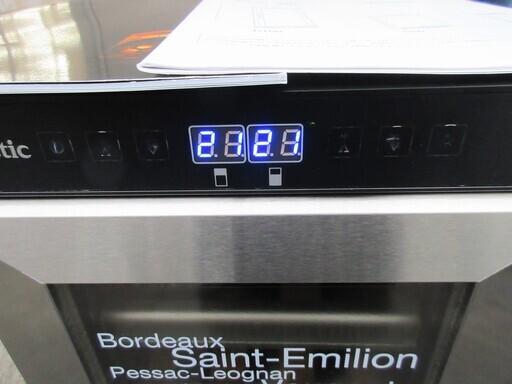 tic
21 21
Bordeaux
Saint-Emilion
Pessac-Leognan